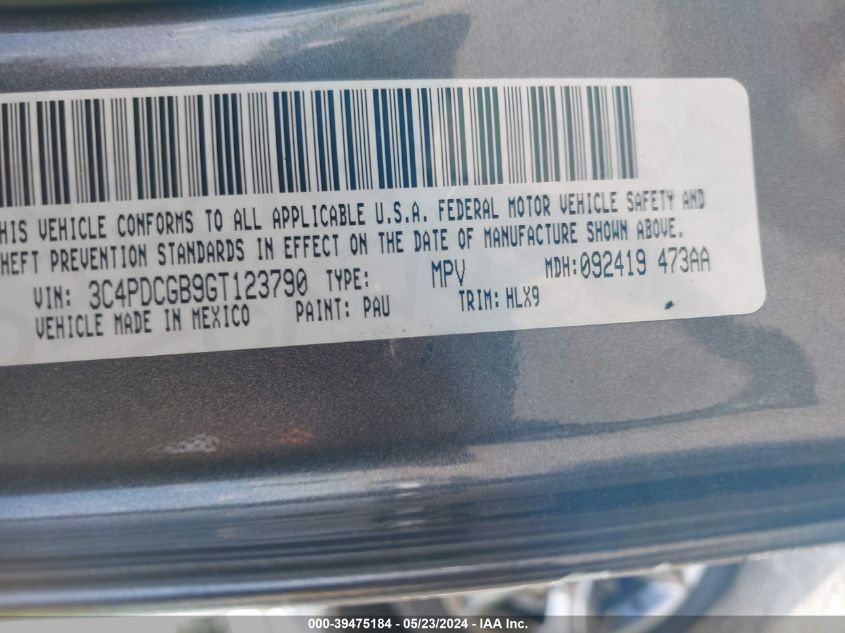 HIS VEHICLE CONFORMS TO ALL APPLICABLE U.S.A. FEDERAL MOTOR VEHICLE SAFETY AND
HEFT PREVENTION STANDARDS IN EFFECT ON THE DATE OF MANUFACTURE SHOWN ABOVE.
VIN: 3C4PDCGB9GT123790 TYPE: MPV MDH: 092419 473AA
VEHICLE MADE IN MEXICO PAINT: PAU TRIM: HLX9
000-39475184 - 05/23/2024 - IAA Inc.